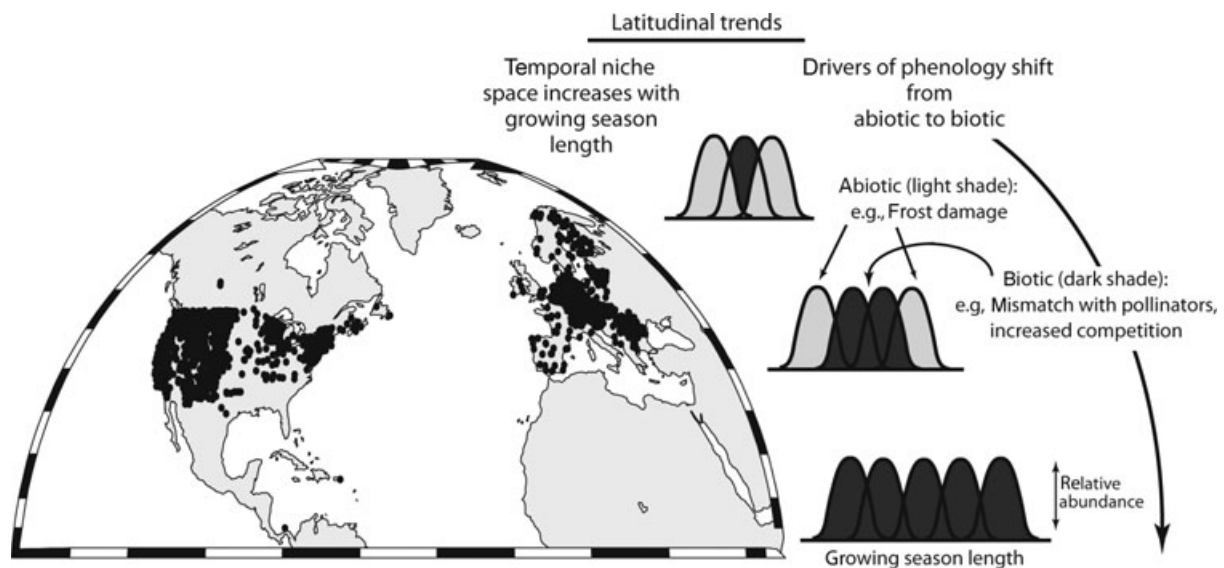 Latitudinal trends
Temporal niche
space increases with
growing season
length
Drivers of phenology shift
from
abiotic to biotic
Abiotic (light shade):
e.g., Frost damage
Biotic (dark shade):
e.g, Mismatch with pollinators,
increased competition
Relative
abundance
Growing season length